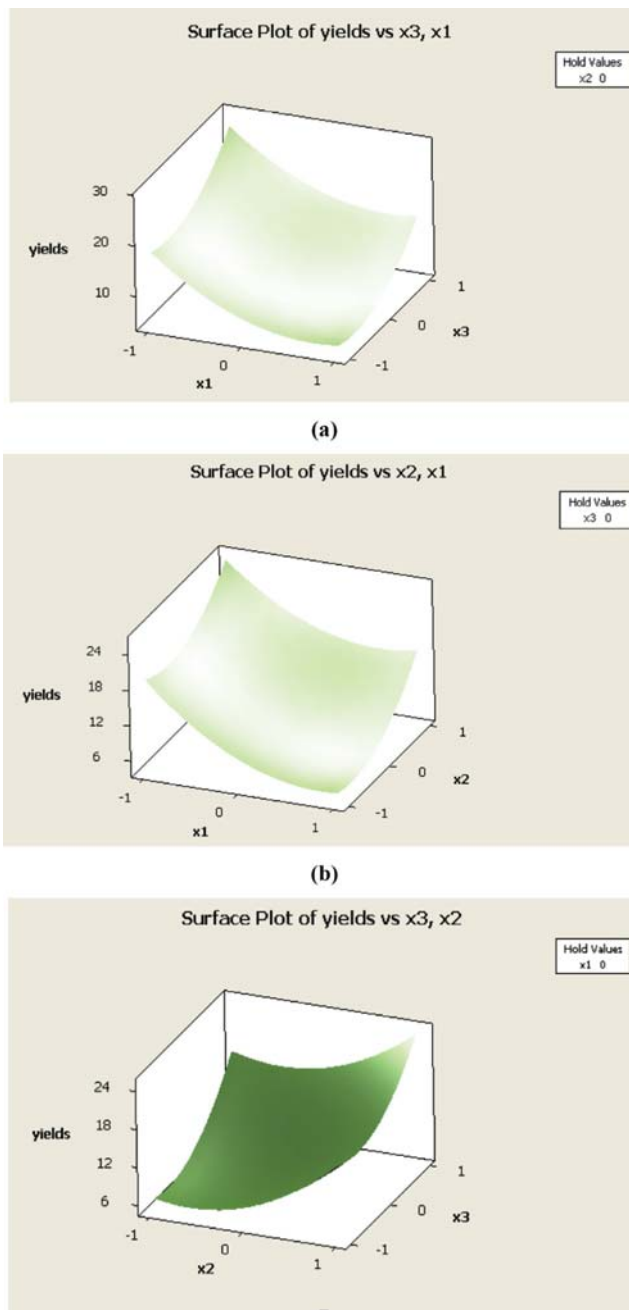 Surface Plot of yields vs x3, x1
Hold Values
x2 0
30
20
yields
10
-1
0
x1
1
-1
0
x3
1
(a)
Surface Plot of yields vs x2, x1
Hold Values
x3 0
24
18
yields
12
6
-1
0
x1
1
-1
0
x2
1
(b)
Surface Plot of yields vs x3, x2
Hold Values
x1 0
24
18
yields
12
6
-1
0
x2
1
-1
0
x3
1